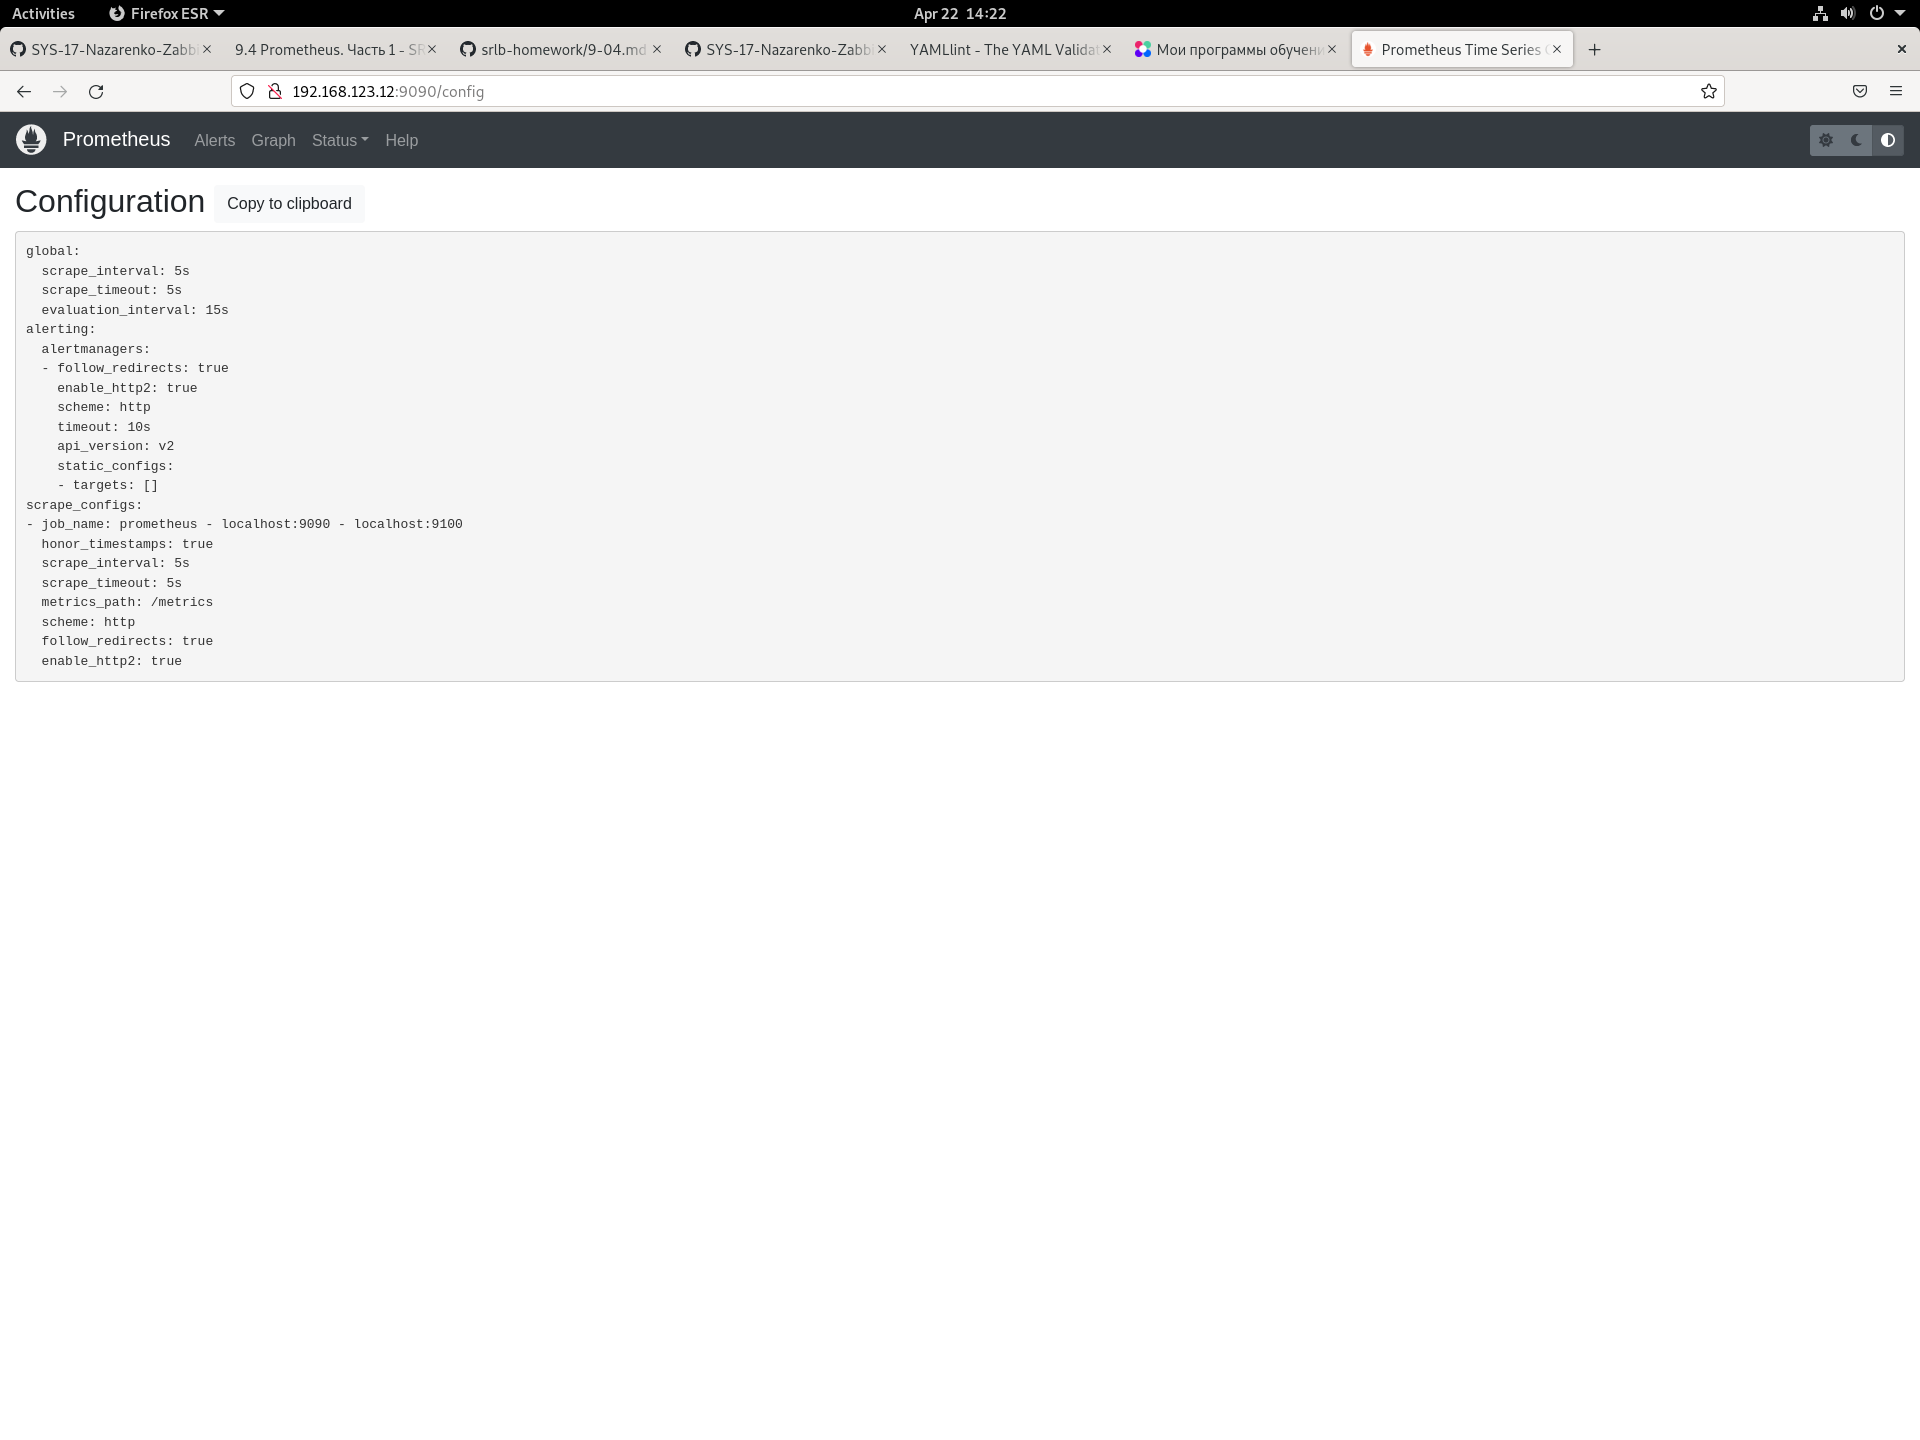 Activities Firefox ESR Apr 22 14:22
SYS-17-Nazarenko-Zabbi 9.4 Prometheus. Часть 1 - SR srlb-homework/9-04.md SYS-17-Nazarenko-Zabbi YAMLlint - The YAML Validat Мои программы обучени Prometheus Time Series
192.168.123.12:9090/config
Prometheus Alerts Graph Status Help
Configuration Copy to clipboard
global:
  scrape_interval: 5s
  scrape_timeout: 5s
  evaluation_interval: 15s
alerting:
  alertmanagers:
  - follow_redirects: true
    enable_http2: true
    scheme: http
    timeout: 10s
    api_version: v2
    static_configs:
    - targets: []
scrape_configs:
- job_name: prometheus - localhost:9090 - localhost:9100
  honor_timestamps: true
  scrape_interval: 5s
  scrape_timeout: 5s
  metrics_path: /metrics
  scheme: http
  follow_redirects: true
  enable_http2: true